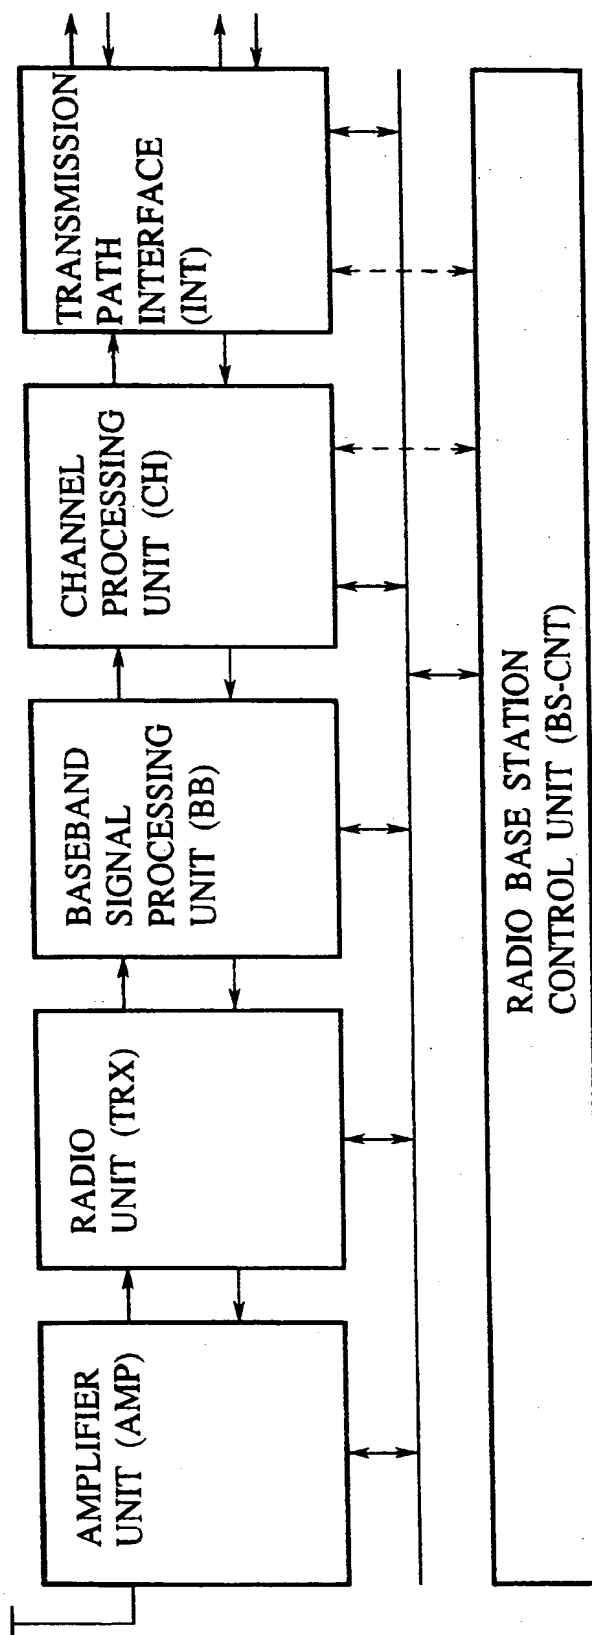 AMPLIFIER
UNIT (AMP)
RADIO
UNIT (TRX)
BASEBAND
SIGNAL
PROCESSING
UNIT (BB)
CHANNEL
PROCESSING
UNIT (CH)
TRANSMISSION
PATH
INTERFACE
(INT)
RADIO BASE STATION
CONTROL UNIT (BS-CNT)